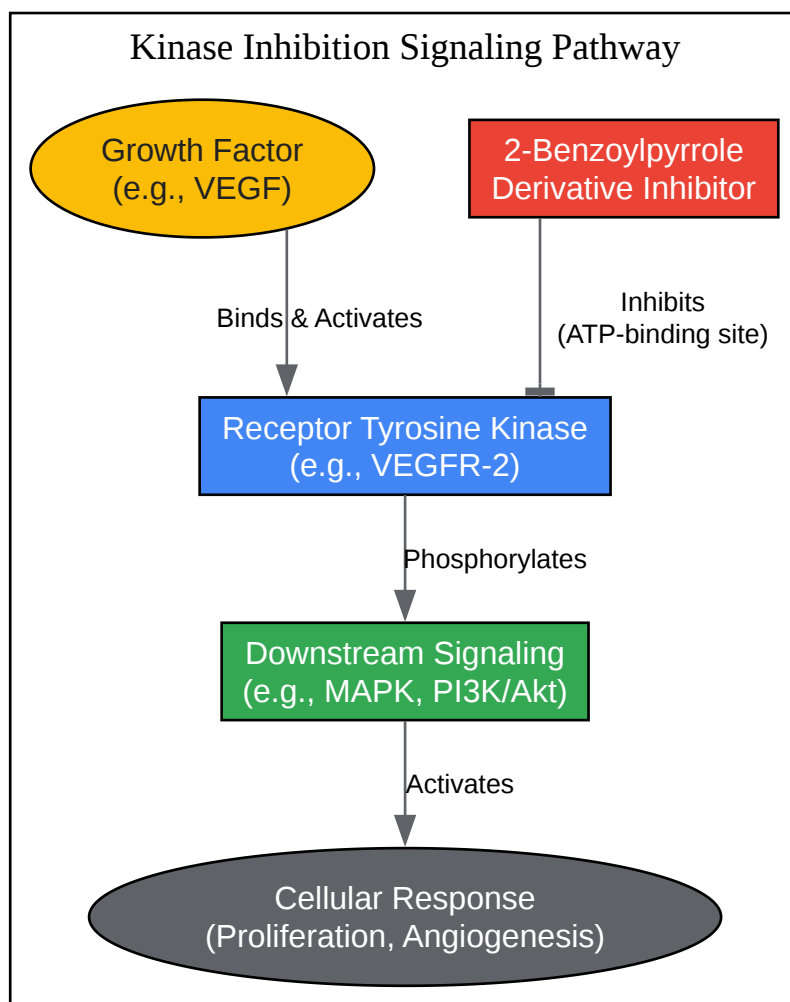 Kinase Inhibition Signaling Pathway
Growth Factor
(e.g., VEGF)
2-Benzoylpyrrole
Derivative Inhibitor
Binds & Activates
Inhibits
(ATP-binding site)
Receptor Tyrosine Kinase
(e.g., VEGFR-2)
Phosphorylates
Downstream Signaling
(e.g., MAPK, PI3K/Akt)
Activates
Cellular Response
(Proliferation, Angiogenesis)